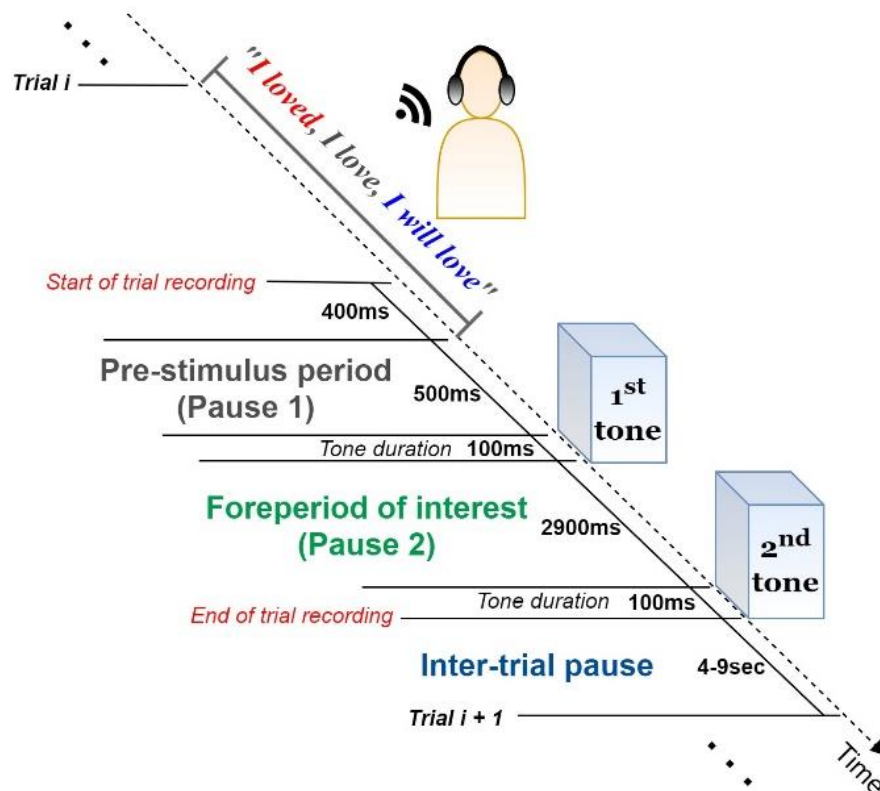 Trial i
"I loved, I love, I will love"
Start of trial recording
400ms
Pre-stimulus period
(Pause 1)
500ms
1st
tone
Tone duration 100ms
Foreperiod of interest
(Pause 2)
2900ms
2nd
tone
Tone duration 100ms
End of trial recording
Inter-trial pause
4-9sec
Trial i + 1
Time